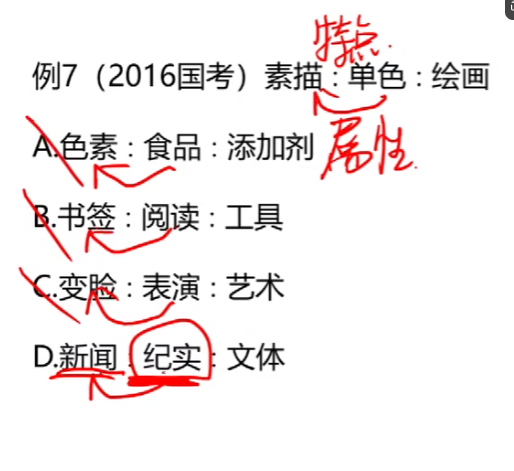 特点
例7（2016国考）素描：单色：绘画
属性
A.色素：食品：添加剂
B.书签：阅读：工具
C.变脸：表演：艺术
D.新闻：纪实：文体